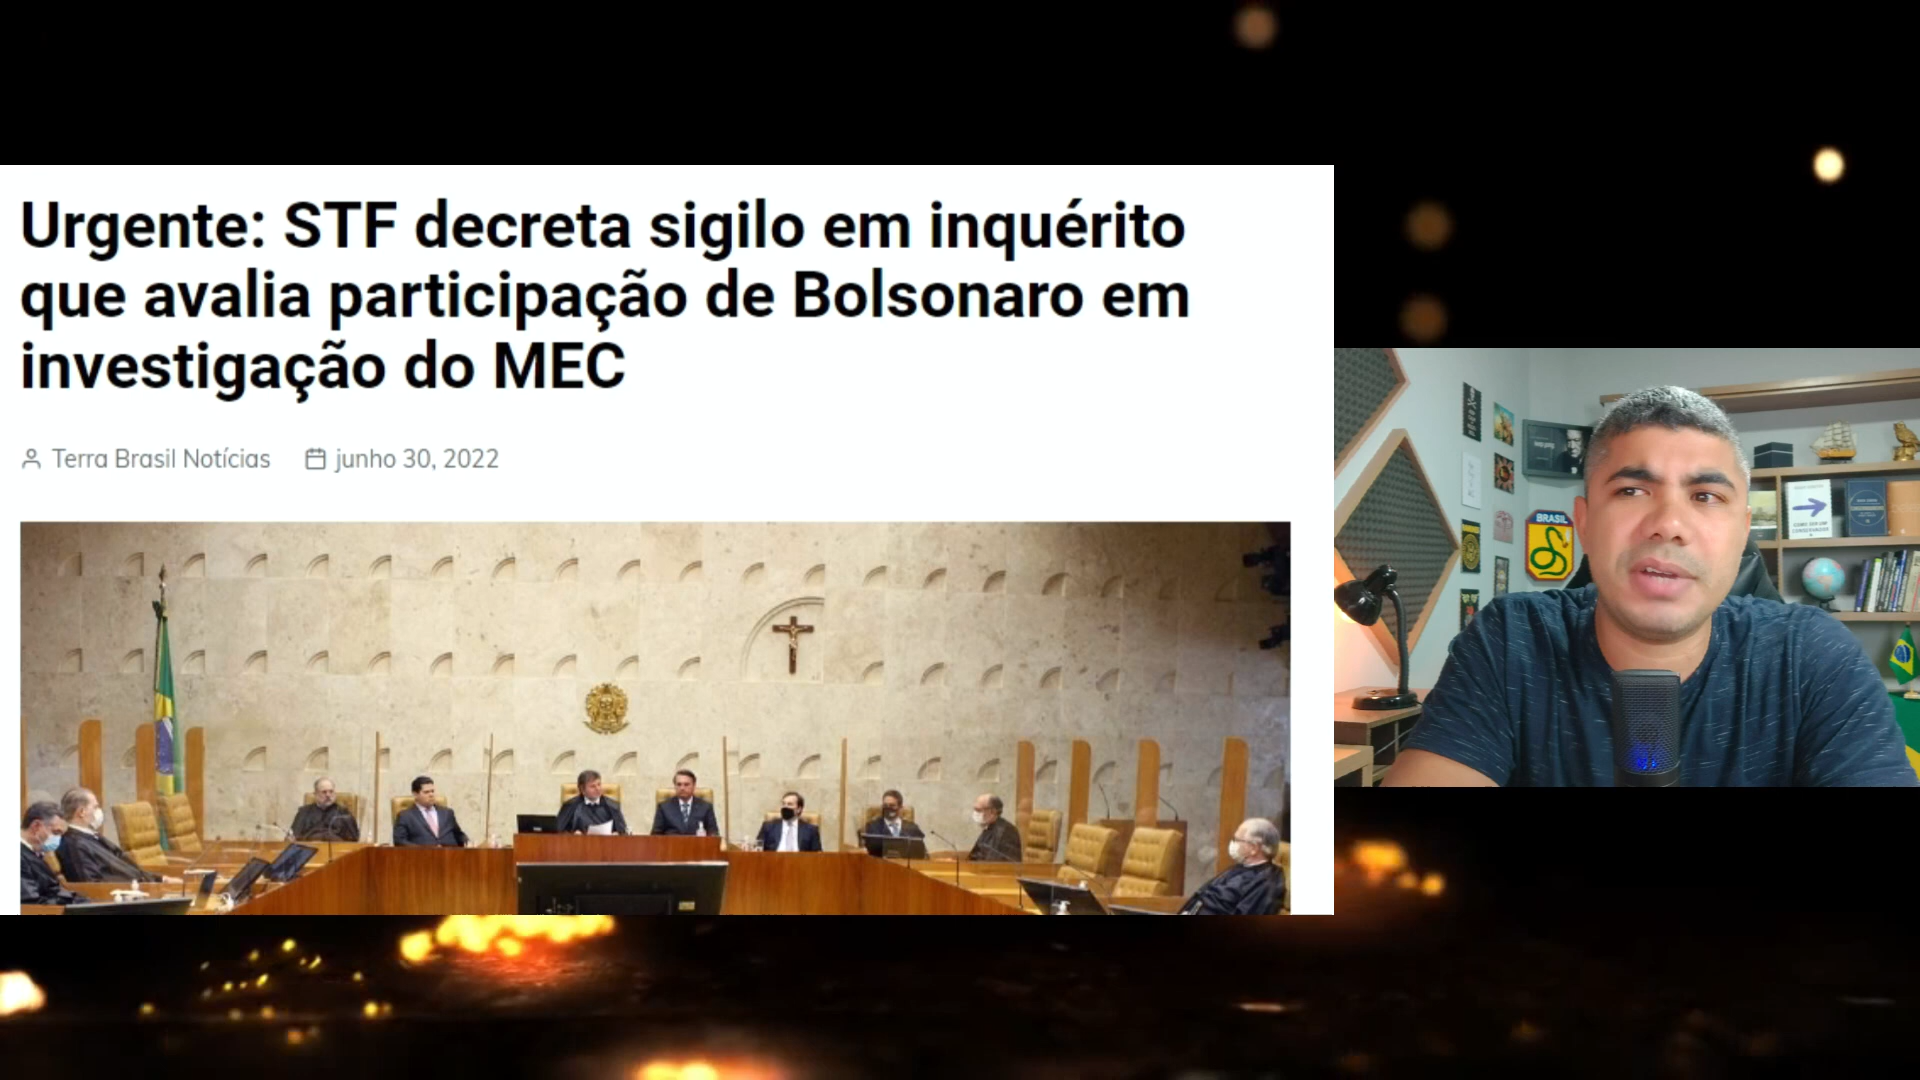 Urgente: STF decreta sigilo em inquérito
que avalia participação de Bolsonaro em
investigação do MEC
Terra Brasil Notícias junho 30, 2022
BRASIL